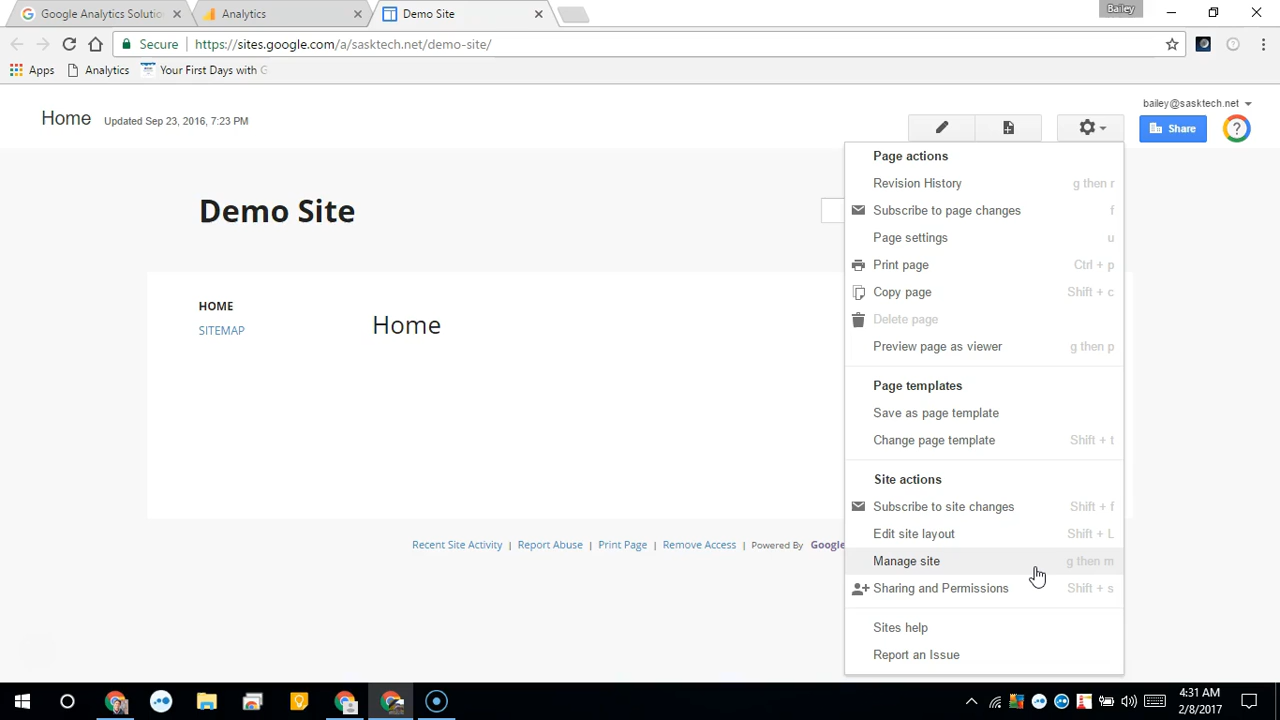 Google Analytics Solutio
Analytics
Demo Site
Bailey
Secure
https://sites.google.com/a/sasktech.net/demo-site/
Apps
Analytics
Your First Days with G
Home
Updated Sep 23, 2016, 7:23 PM
bailey@sasktech.net
Share
?
Demo Site
HOME
SITEMAP
Home
Page actions
Revision History g then r
Subscribe to page changes f
Page settings u
Print page Ctrl + p
Copy page Shift + c
Delete page
Preview page as viewer g then p
Page templates
Save as page template
Change page template Shift + t
Site actions
Subscribe to site changes Shift + f
Edit site layout Shift + L
Manage site g then m
Sharing and Permissions Shift + s
Sites help
Report an Issue
Recent Site Activity | Report Abuse | Print Page | Remove Access | Powered By Google
4:31 AM
2/8/2017